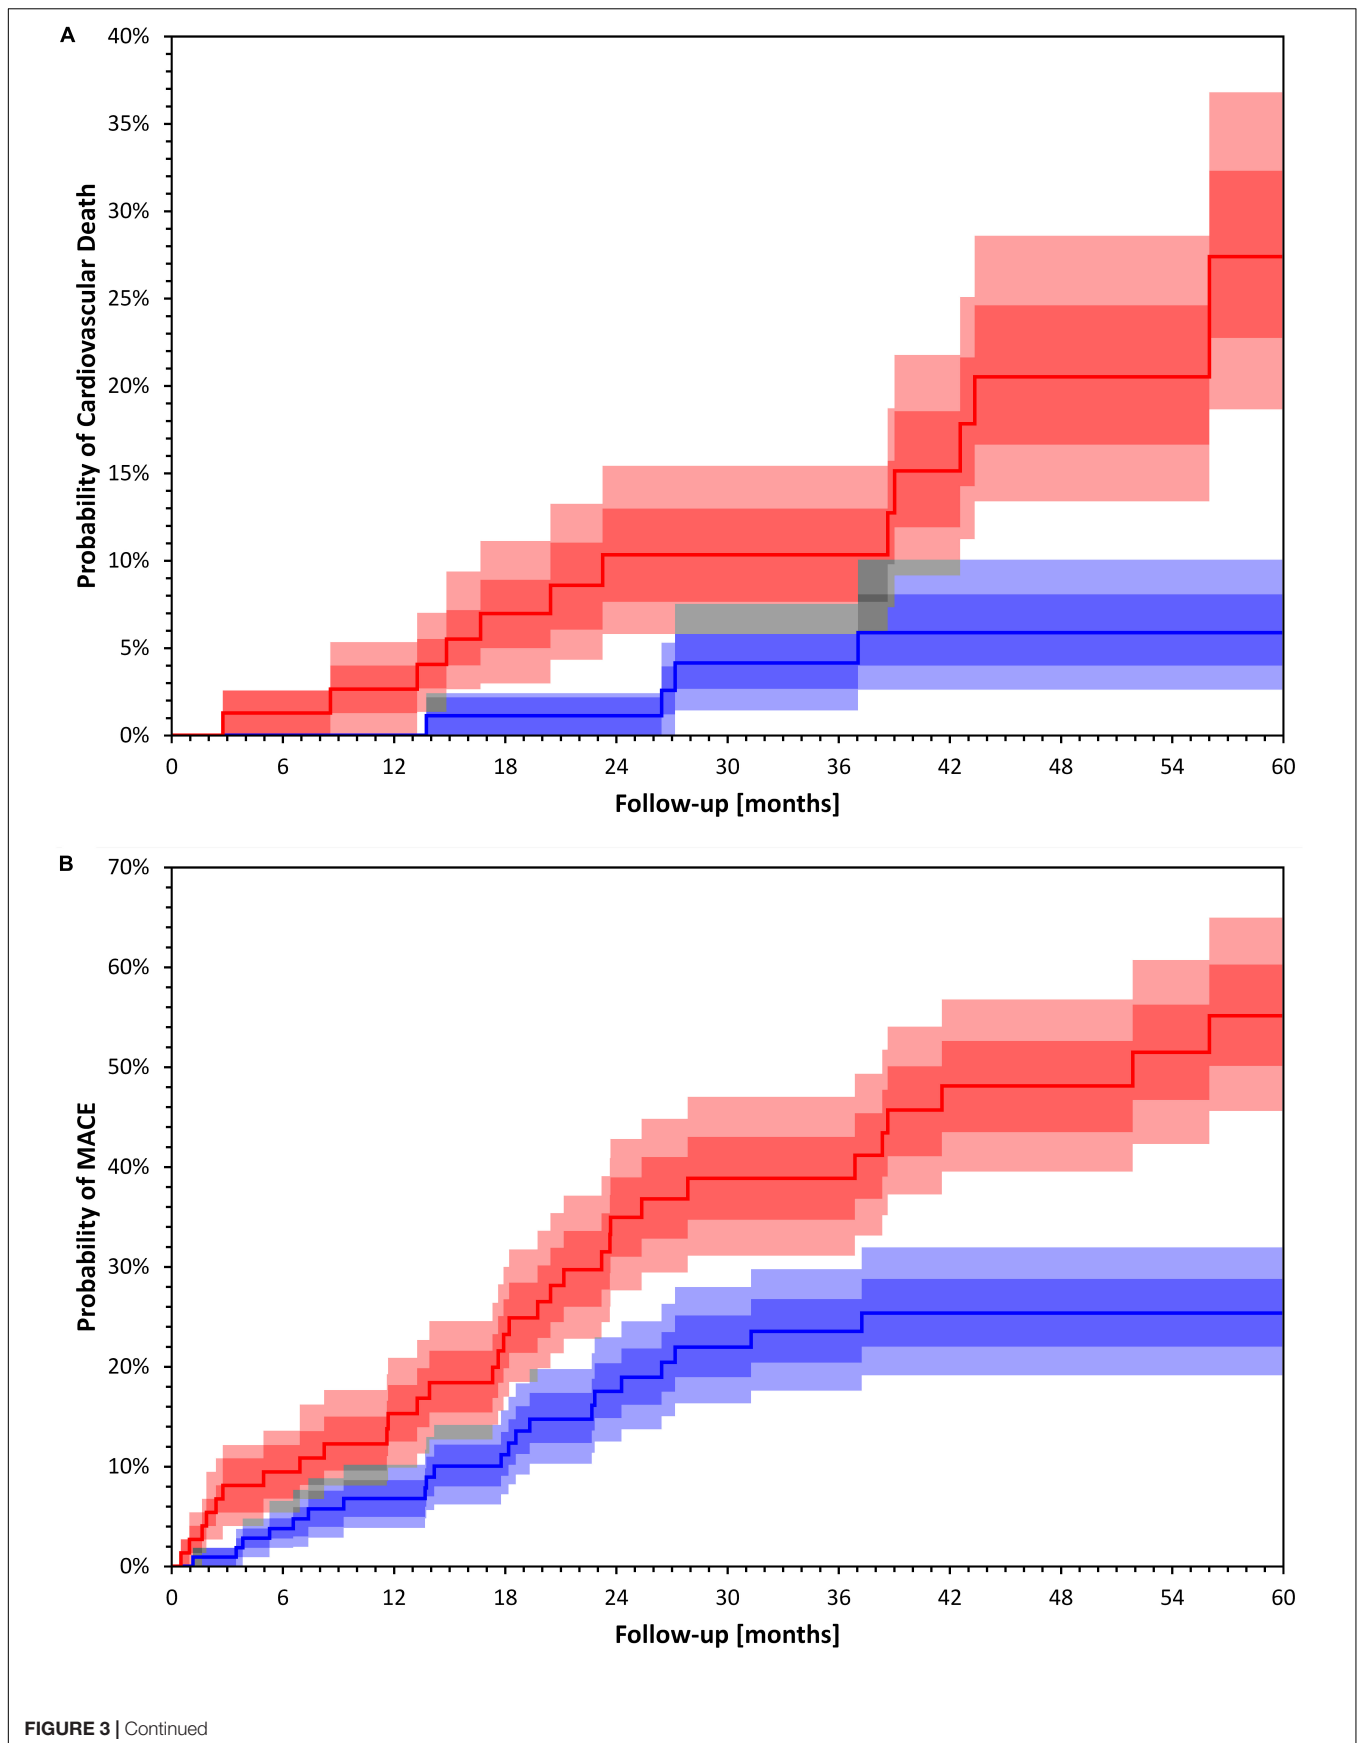 A
40%
35%
30%
25%
20%
15%
10%
5%
0%
Probability of Cardiovascular Death
0 6 12 18 24 30 36 42 48 54 60
Follow-up [months]
B
70%
60%
50%
40%
30%
20%
10%
0%
Probability of MACE
0 6 12 18 24 30 36 42 48 54 60
Follow-up [months]
FIGURE 3 | Continued